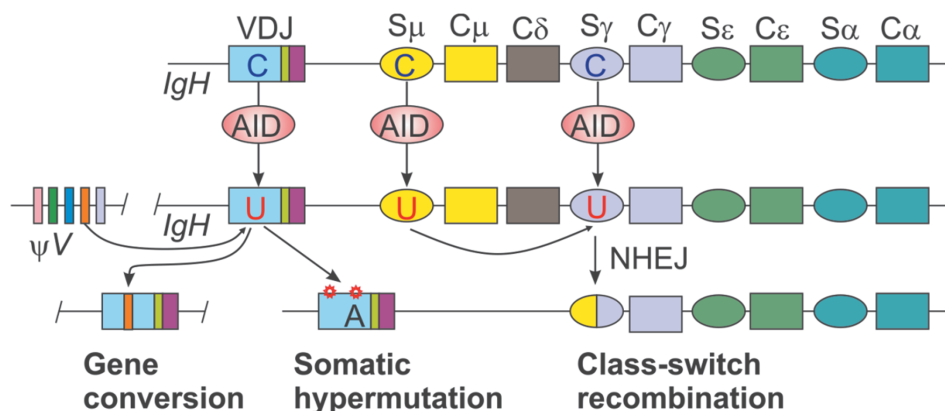 VDJ Sμ Cμ Cδ Sγ Cγ Sε Cε Sα Cα
C C C
IgH
AID AID AID
U U U
IgH
ψV
NHEJ
A
Gene conversion
Somatic hypermutation
Class-switch recombination